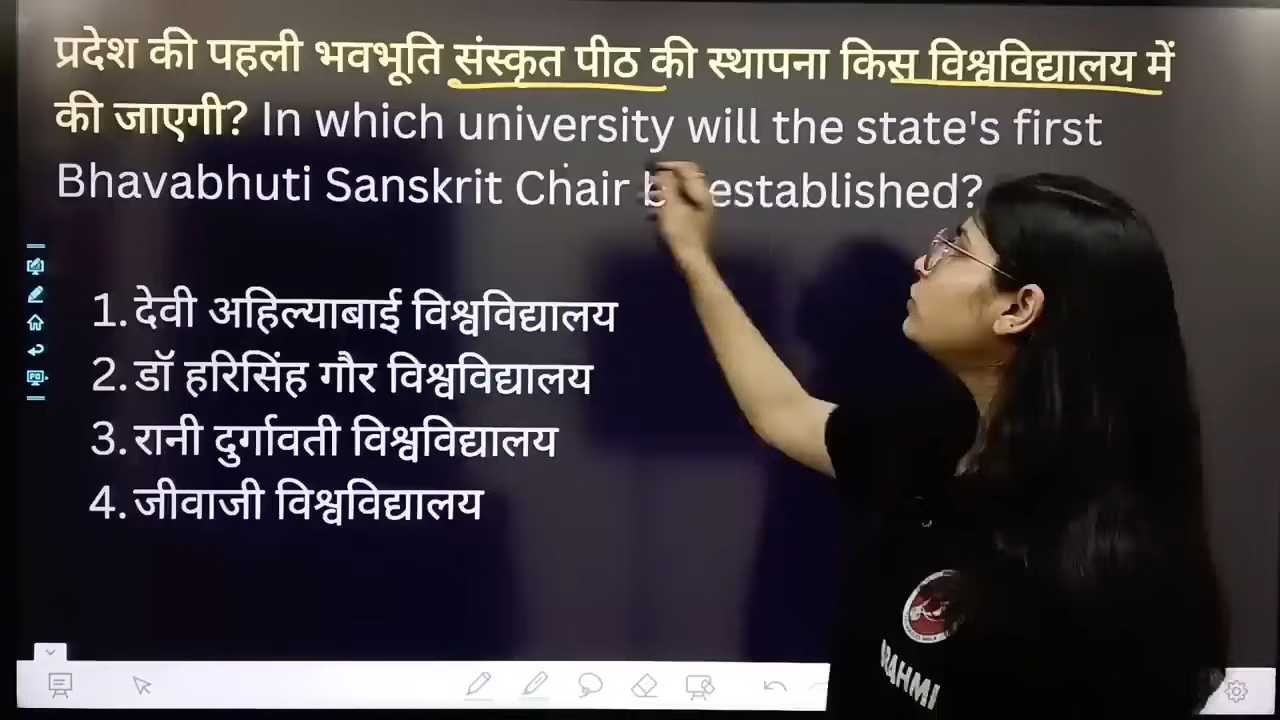 प्रदेश की पहली भवभूति संस्कृत पीठ की स्थापना किस विश्वविद्यालय में
की जाएगी? In which university will the state's first
Bhavabhuti Sanskrit Chair established?
1. देवी अहिल्याबाई विश्वविद्यालय
2. डॉ हरिसिंह गौर विश्वविद्यालय
3. रानी दुर्गावती विश्वविद्यालय
4. जीवाजी विश्वविद्यालय